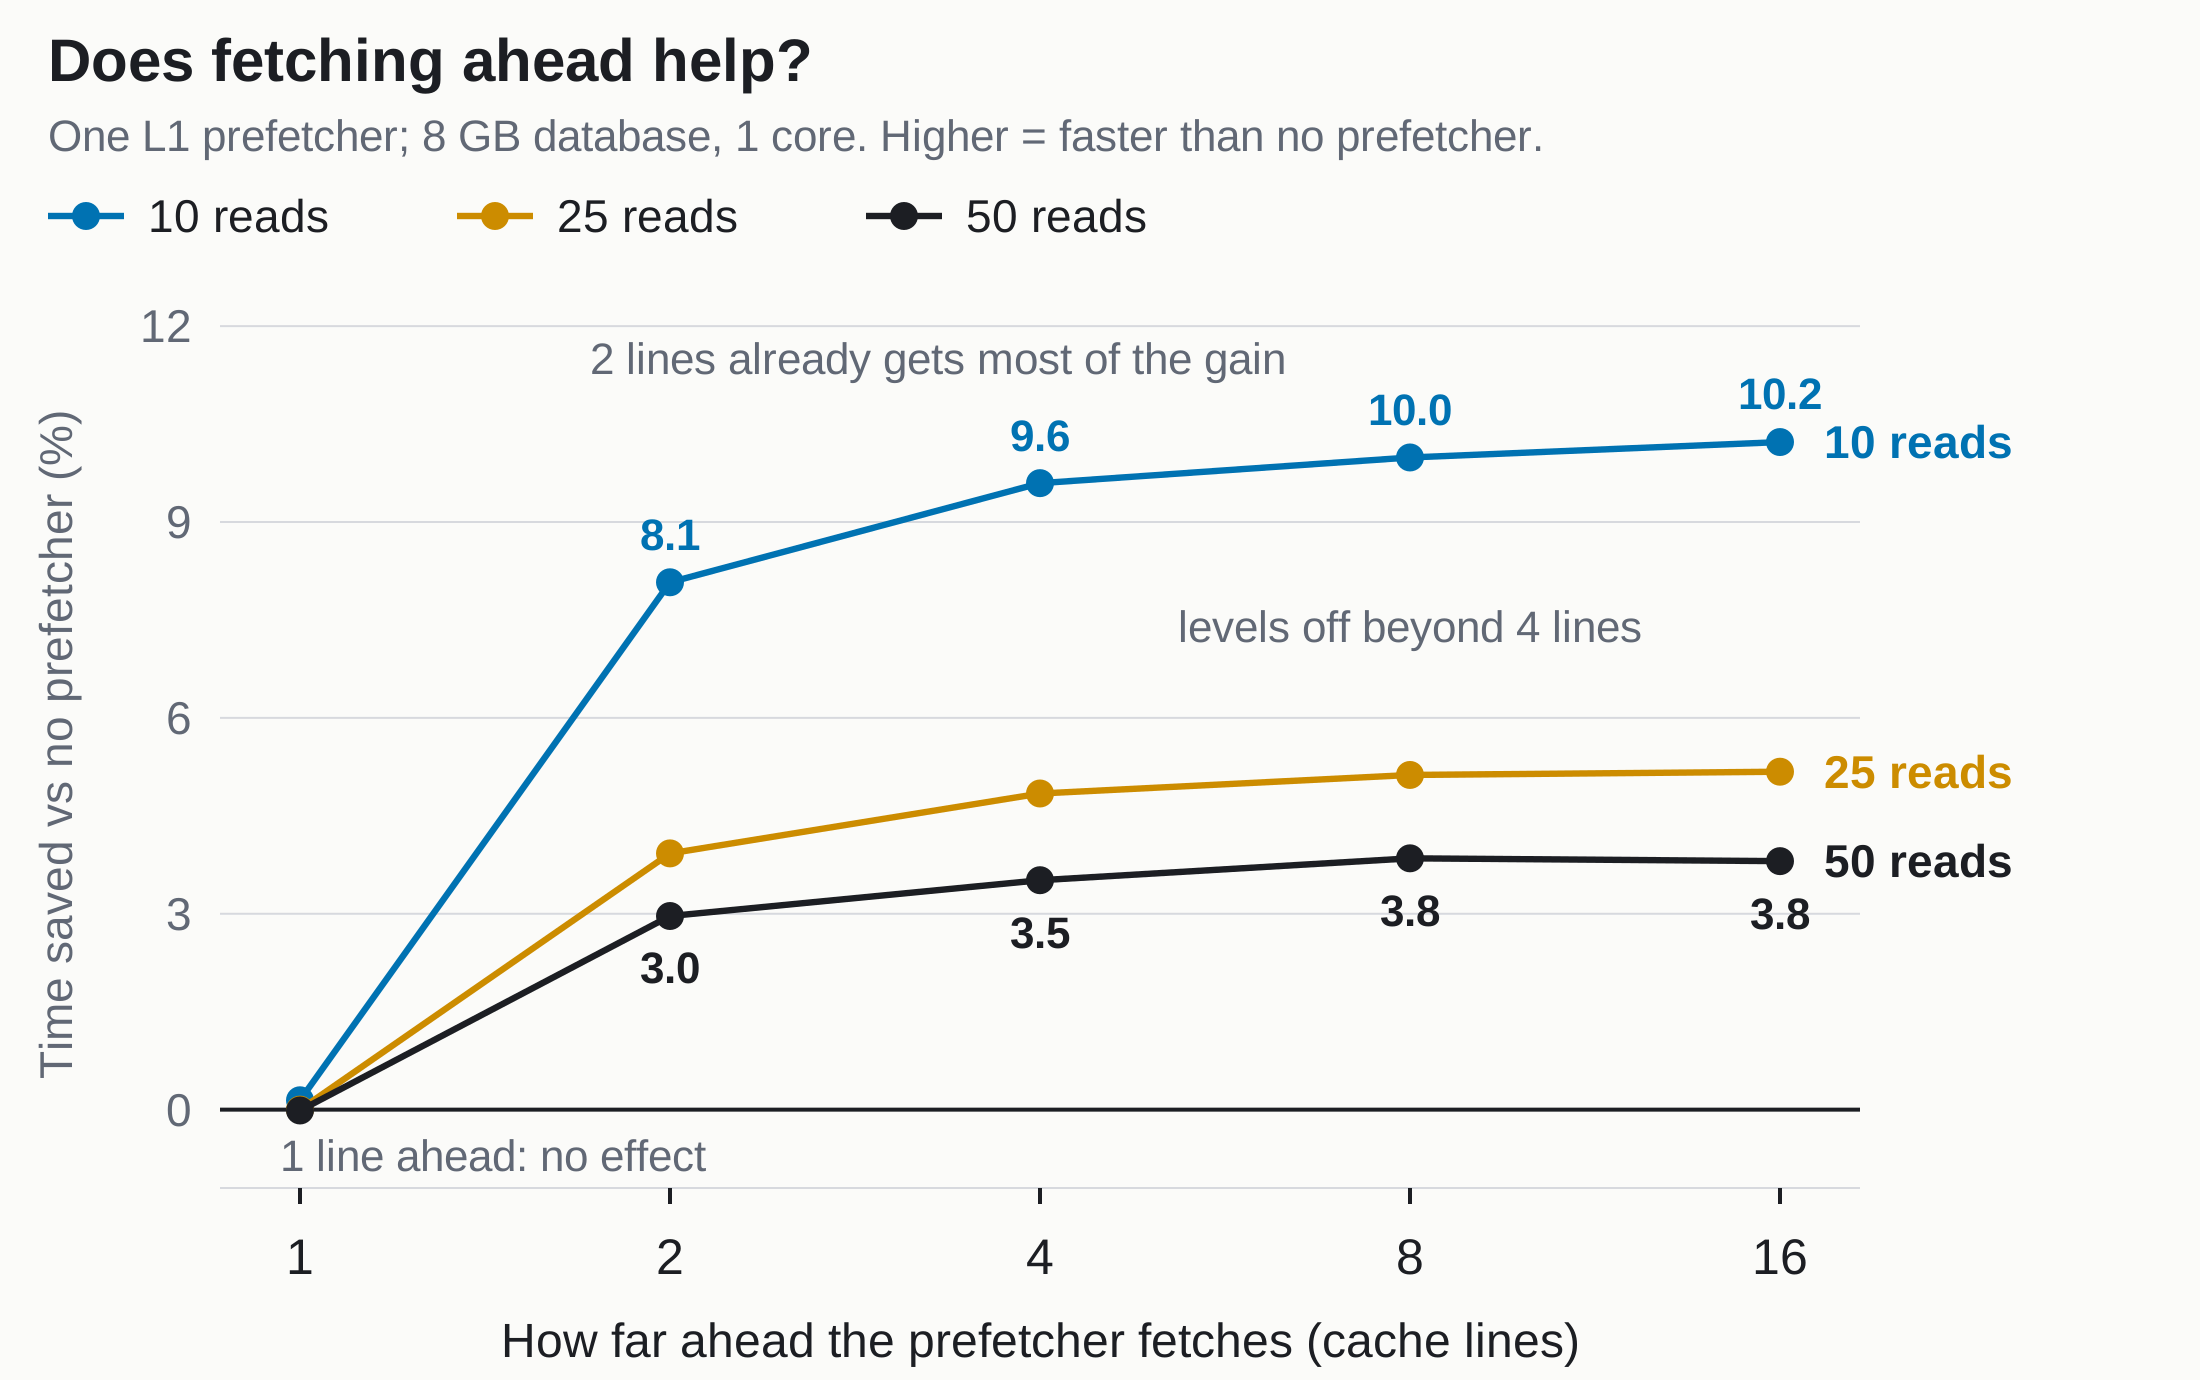 Does fetching ahead help?
One L1 prefetcher; 8 GB database, 1 core. Higher = faster than no prefetcher.
10 reads
25 reads
50 reads
12
2 lines already gets most of the gain
10.2
10.0
9.6
10 reads
9
8.1
levels off beyond 4 lines
6
25 reads
50 reads
3
3.8
3.8
3.5
3.0
0
1 line ahead: no effect
Time saved vs no prefetcher (%)
1
2
4
8
16
How far ahead the prefetcher fetches (cache lines)